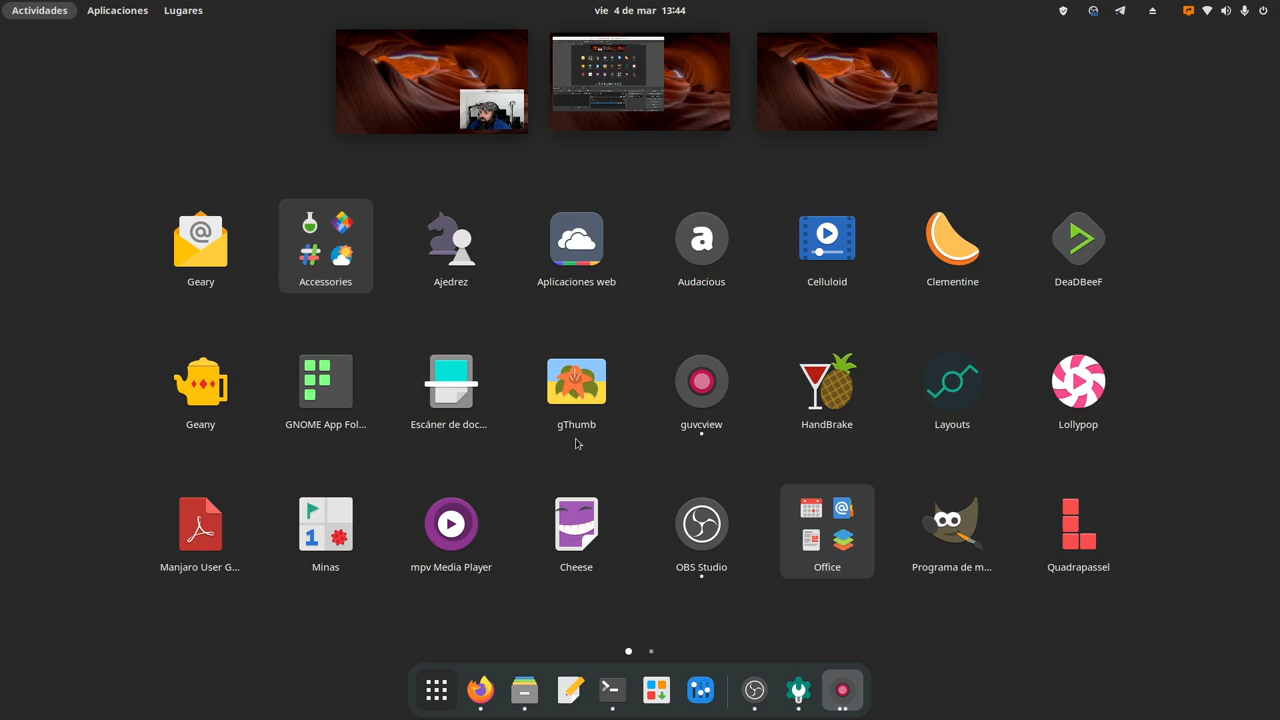 Actividades Aplicaciones Lugares vie 4 de mar 13:44
Geary Accessories Ajedrez Aplicaciones web Audacious Celluloid Clementine DeaDBeeF
Geany GNOME App Fol... Escáner de doc... gThumb guvcview HandBrake Layouts Lollypop
Manjaro User G... Minas mpv Media Player Cheese OBS Studio Office Programa de m... Quadrapassel